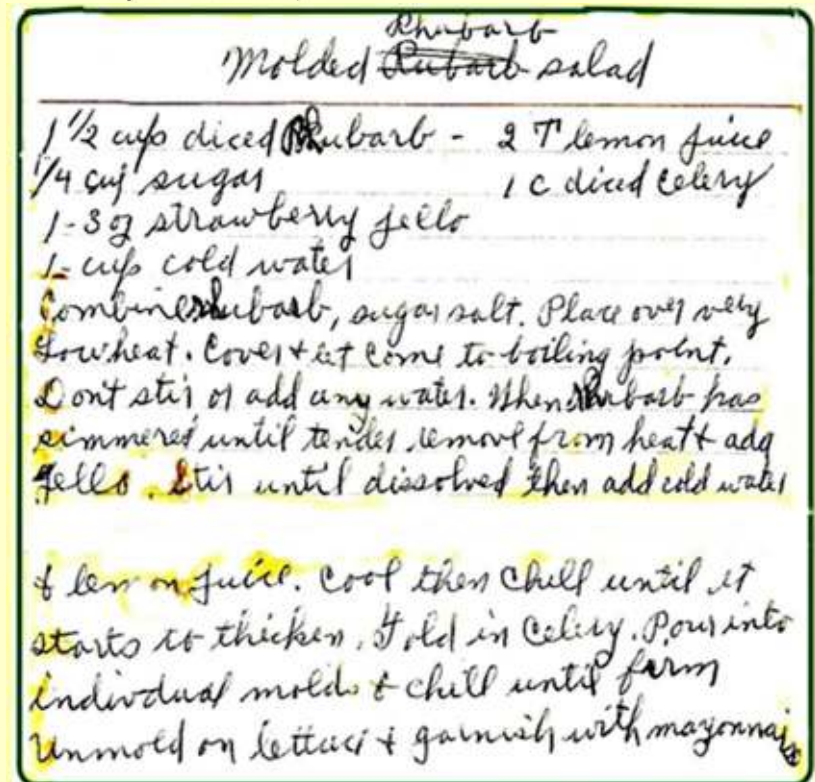 Rhubarb
Molded Rubarb salad
1 1/2 cup diced Rhubarb - 2 T lemon juice
1/4 cup sugar 1 c diced celery
1-3 oz strawberry jello
1- cup cold water
Combine rhubarb, sugar salt. Place over very
Low heat. Cover & let come to boiling point.
Don't stir or add any water. When Rhubarb has
simmered until tender remove from heat & add
Jello. Stir until dissolved then add cold water
& lemon juice. Cool then chill until it
starts to thicken. Fold in celery. Pour into
individual molds & chill until firm
Unmold on lettuce & garnish with mayonnais